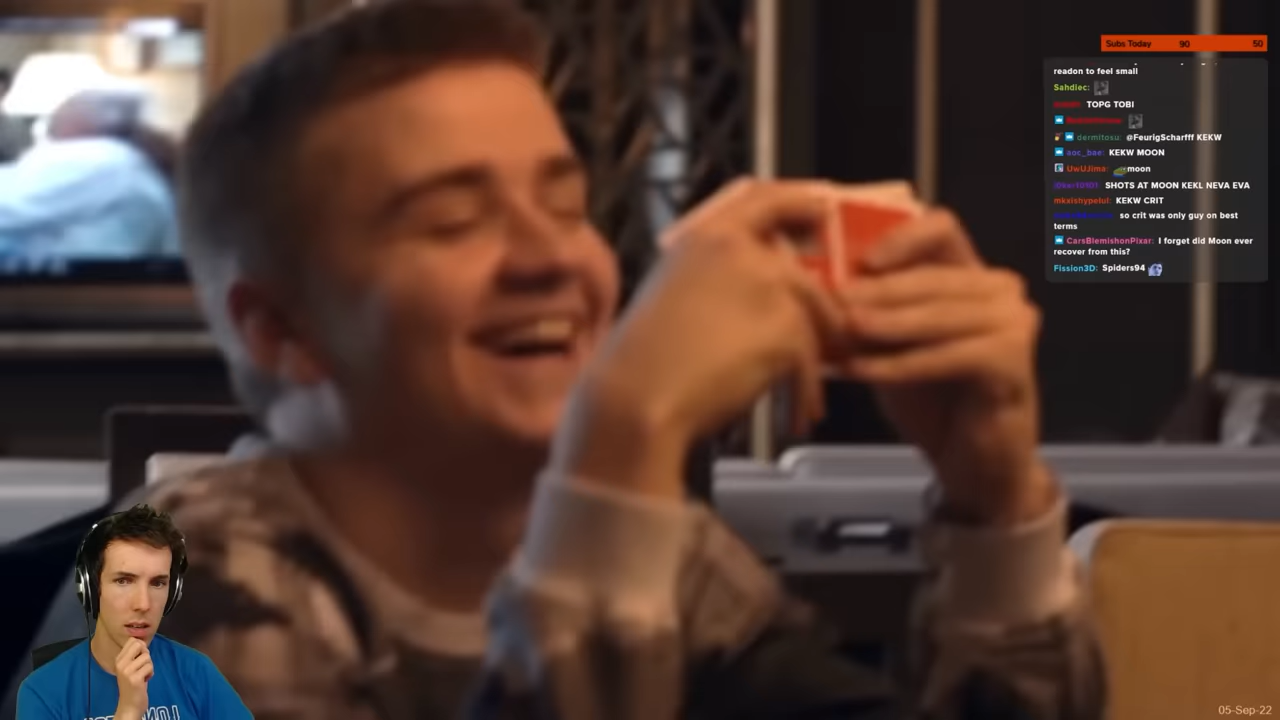 Subs Today 90 50
readon to feel small
Sahdiec:
TOPG TOBI
dermitosu: @FeurigScharfff KEKW
aoc_bae: KEKW MOON
UwUJima: moon
SHOTS AT MOON KEKL NEVA EVA
mkaishypelul: KEKW CRIT
so crit was only guy on best
terms
CarsBlemishonPixar: I forget did Moon ever
recover from this?
Fission3D: Spiders94
05-Sep-22